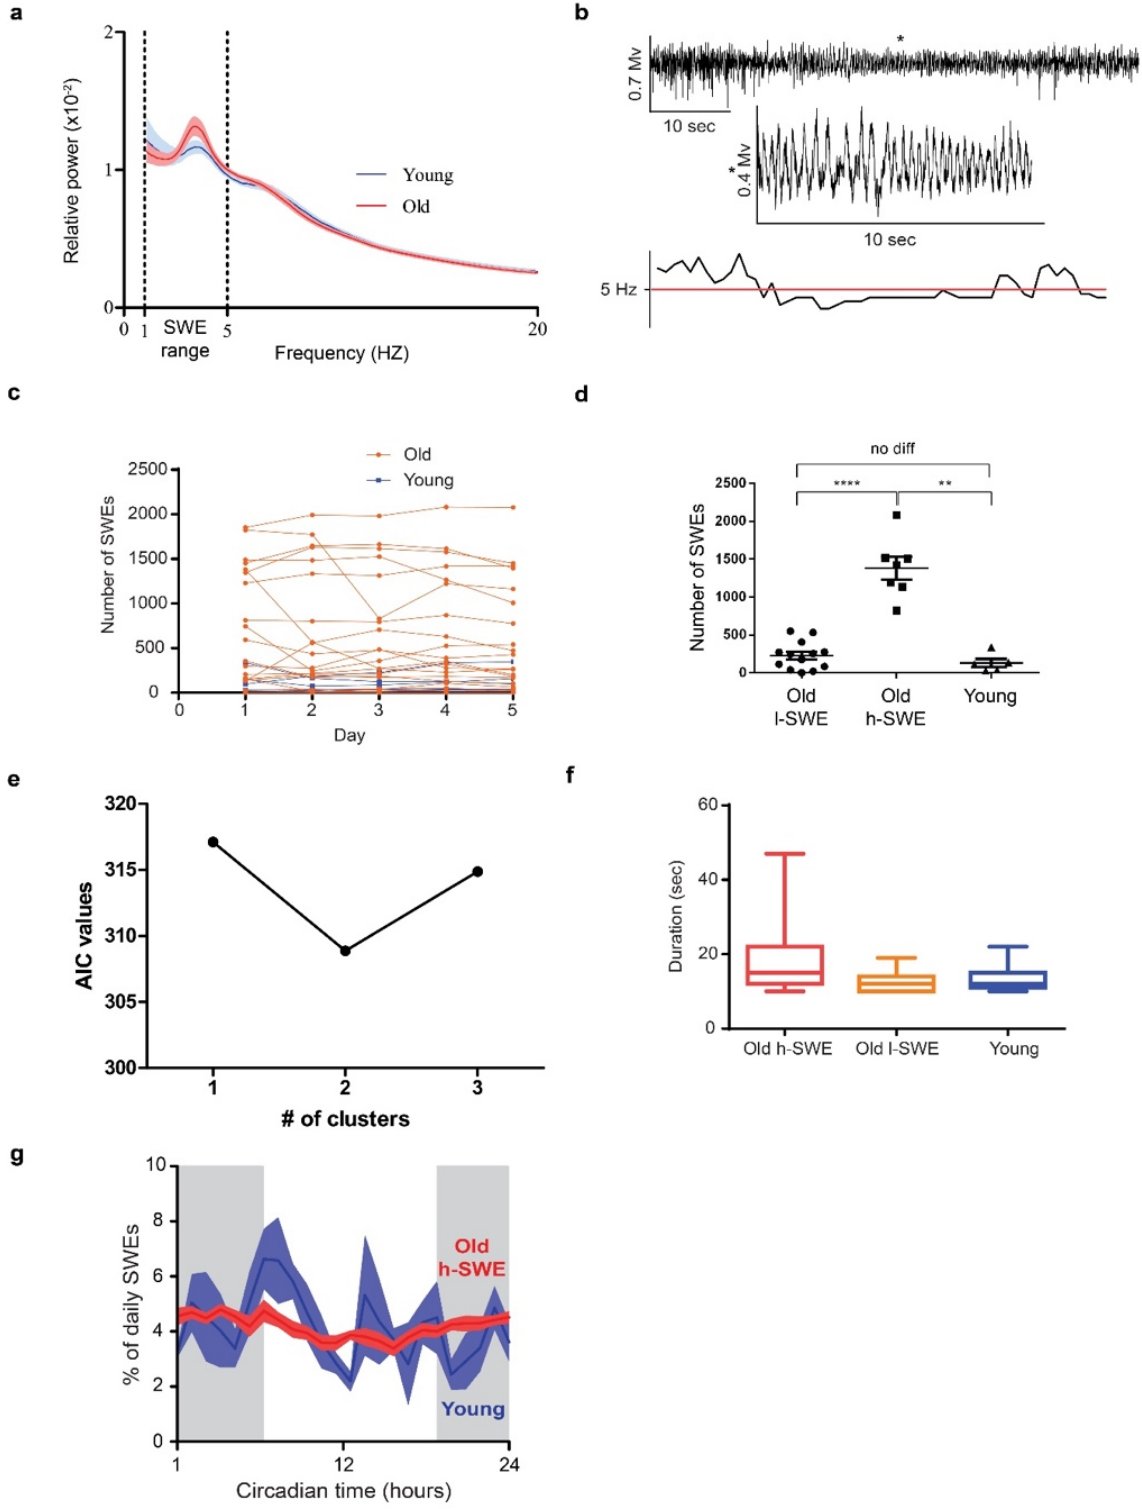 a
2
1
0
Relative power (x10⁻²)
Young
Old
0 1 SWE range 5 20
Frequency (HZ)
b
*
0.7 Mv
10 sec
*
0.4 Mv
10 sec
5 Hz
c
Old
Young
2500
2000
1500
1000
500
0
Number of SWEs
0 1 2 3 4 5
Day
d
no diff
**** **
2500
2000
1500
1000
500
0
Number of SWEs
Old l-SWE
Old h-SWE
Young
e
320
315
310
305
300
AIC values
1 2 3
# of clusters
f
60
40
20
0
Duration (sec)
Old h-SWE Old l-SWE Young
g
10
8
6
4
2
0
% of daily SWEs
Old
h-SWE
Young
1 12 24
Circadian time (hours)